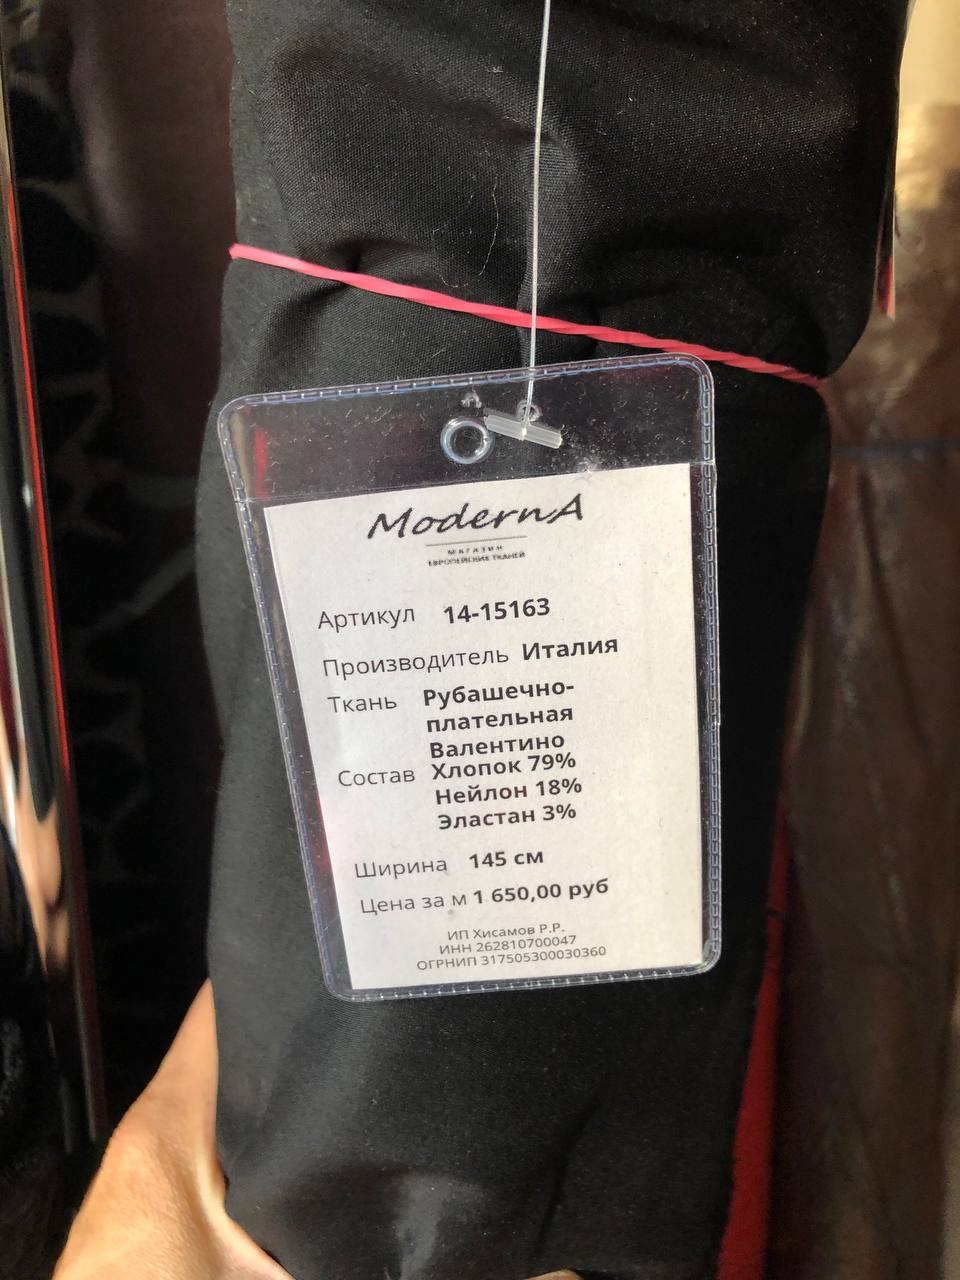 ModernA
МАГАЗИН
ЕВРОПЕЙСКИЕ ТКАНЕЙ
Артикул 14-15163
Производитель Италия
Ткань Рубашечно-
плательная
Валентино
Состав Хлопок 79%
Нейлон 18%
Эластан 3%
Ширина 145 см
Цена за м 1 650,00 руб
ИП Хисамов Р.Р.
ИНН 262810700047
ОГРНИП 317505300030360